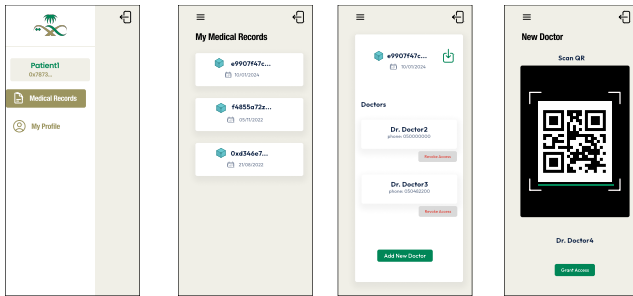 Patient1
0x7873...
Medical Records
My Profile
My Medical Records
e9907f47c...
10/01/2024
f4855a72z...
05/11/2022
0xd346e7...
21/08/2022
e9907f47c...
10/01/2024
Doctors
Dr. Doctor2
phone: 050000000
Revoke Access
Dr. Doctor3
phone: 050483200
Revoke Access
Add New Doctor
New Doctor
Scan QR
Dr. Doctor4
Grant Access